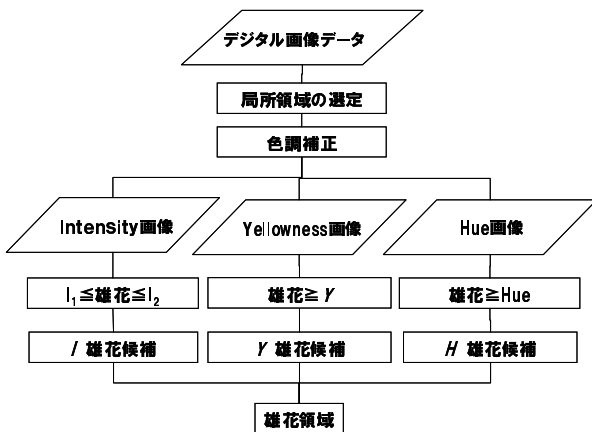 デジタル画像データ
局所領域の選定
色調補正
Intensity画像
Yellowness画像
Hue画像
I₁≦雄花≦I₂
雄花≧Y
雄花≧Hue
I 雄花候補
Y 雄花候補
H 雄花候補
雄花領域